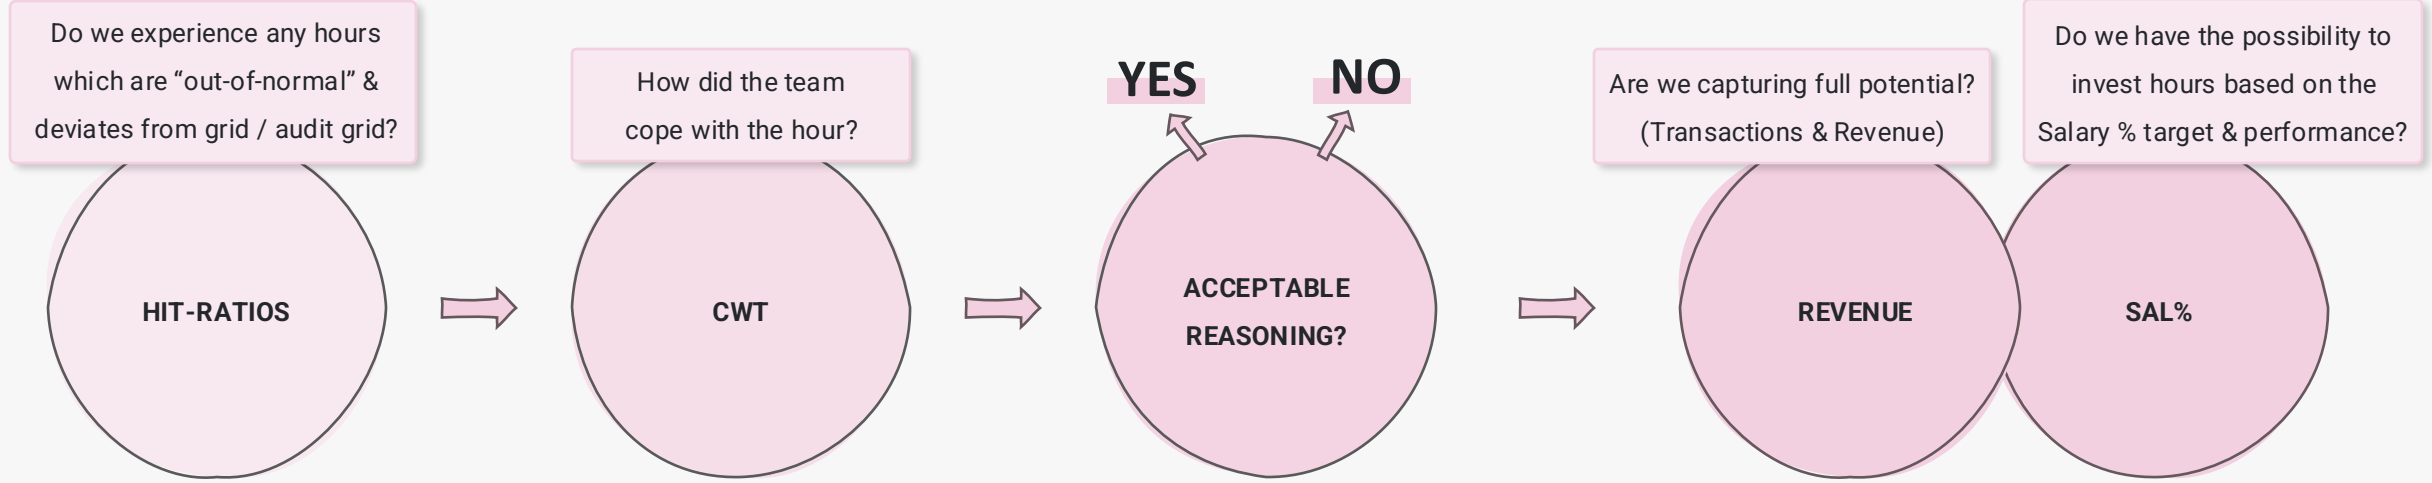 Do we experience any hours
which are “out-of-normal” &
deviates from grid / audit grid?
HIT-RATIOS
How did the team
cope with the hour?
CWT
YES
NO
ACCEPTABLE
REASONING?
Are we capturing full potential?
(Transactions & Revenue)
REVENUE
Do we have the possibility to
invest hours based on the
Salary % target & performance?
SAL%